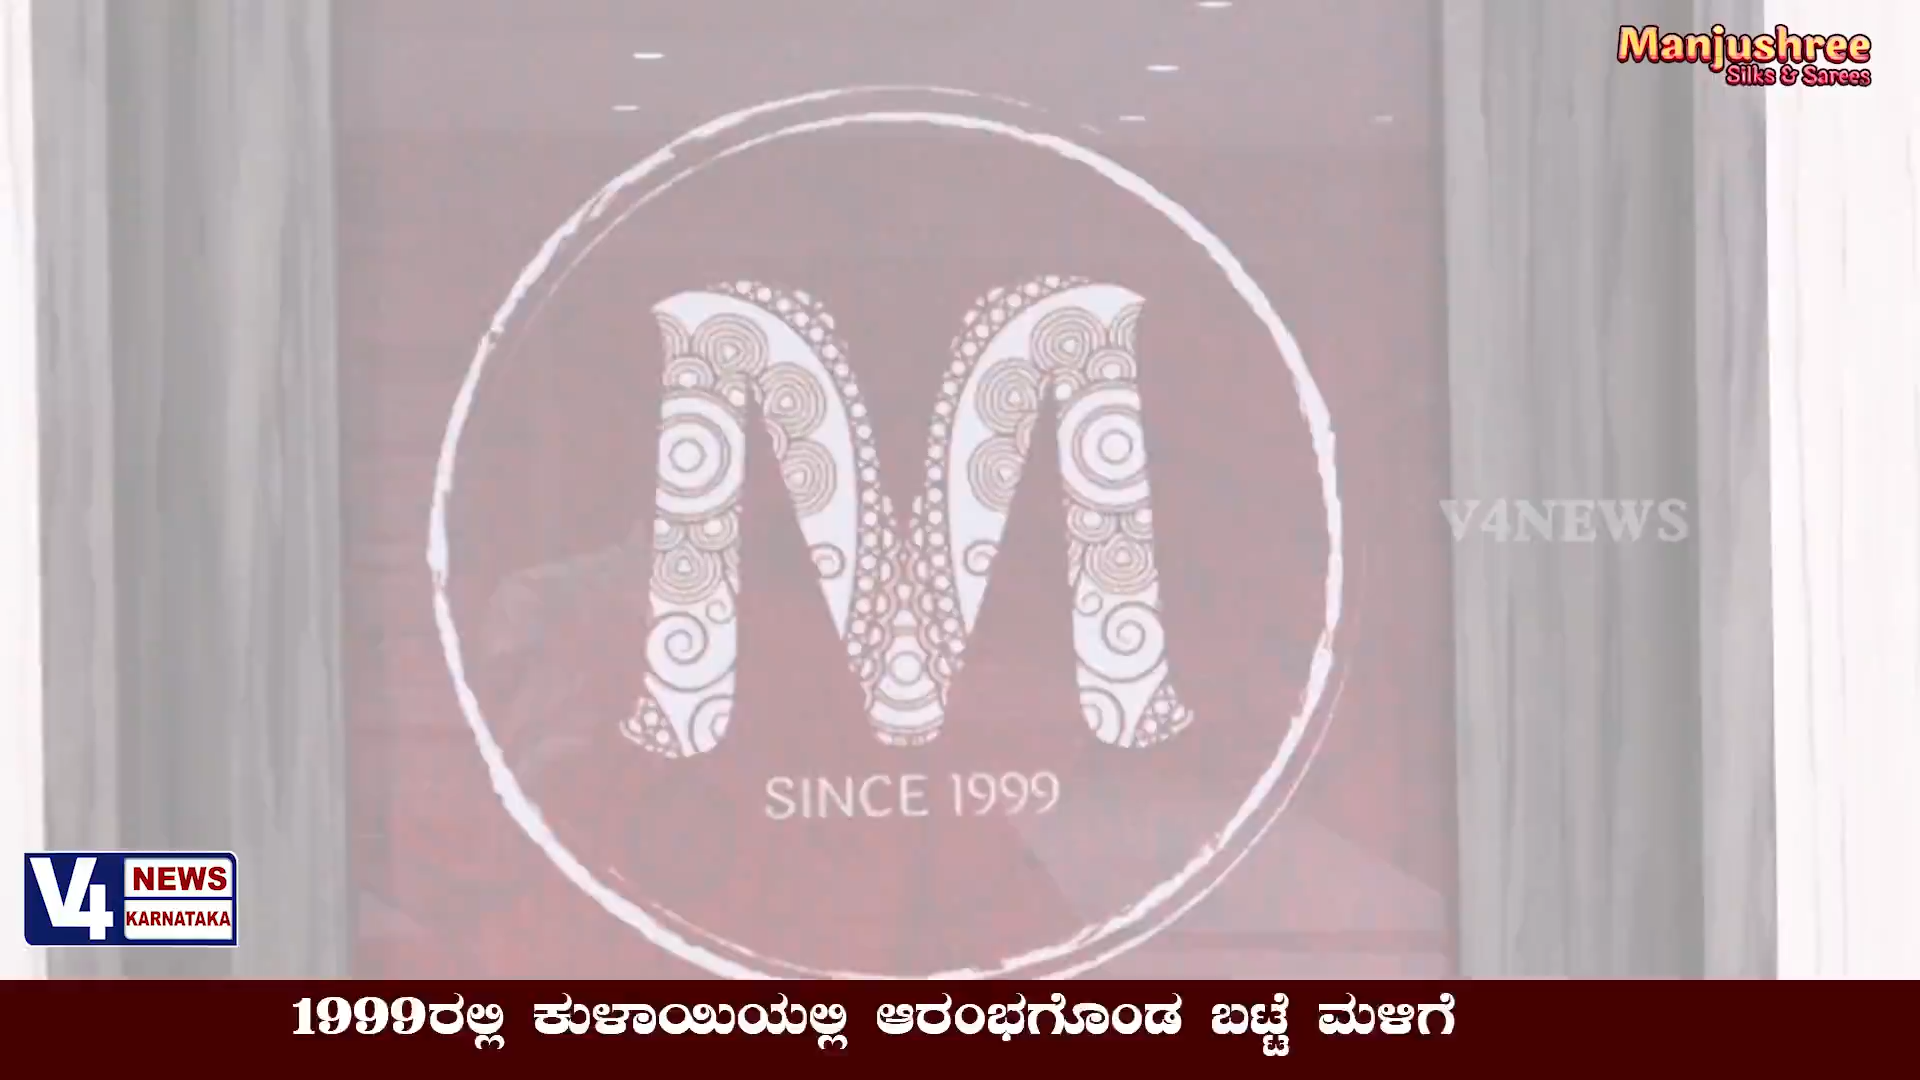 Manjushree
Silks & Sarees
M
V4NEWS
SINCE 1999
V4 NEWS
KARNATAKA
1999ರಲ್ಲಿ ಕುಳಾಯಿಯಲ್ಲಿ ಆರಂಭಗೊಂಡ ಬಟ್ಟೆ ಮಳಿಗೆ